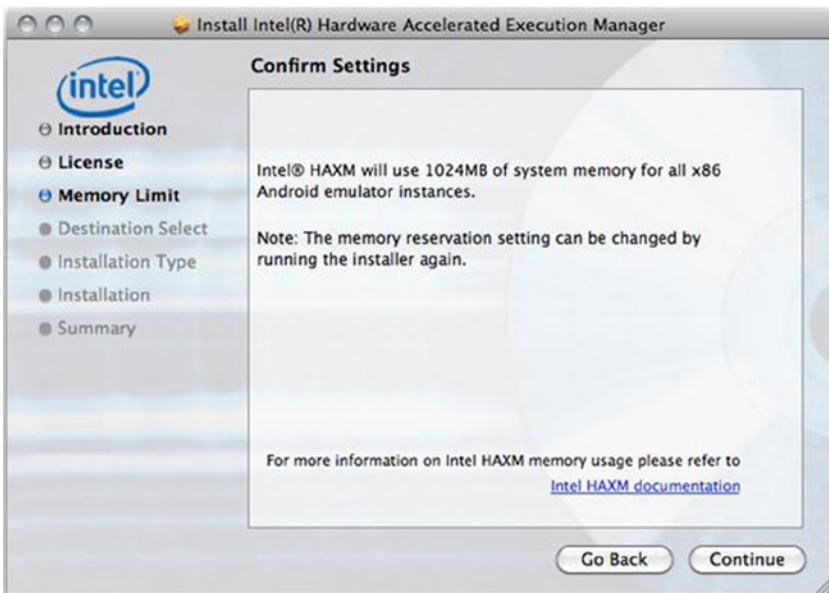 Install Intel(R) Hardware Accelerated Execution Manager
intel
Introduction
License
Memory Limit
Destination Select
Installation Type
Installation
Summary
Confirm Settings
Intel® HAXM will use 1024MB of system memory for all x86
Android emulator instances.
Note: The memory reservation setting can be changed by
running the installer again.
For more information on Intel HAXM memory usage please refer to
Intel HAXM documentation
Go Back
Continue